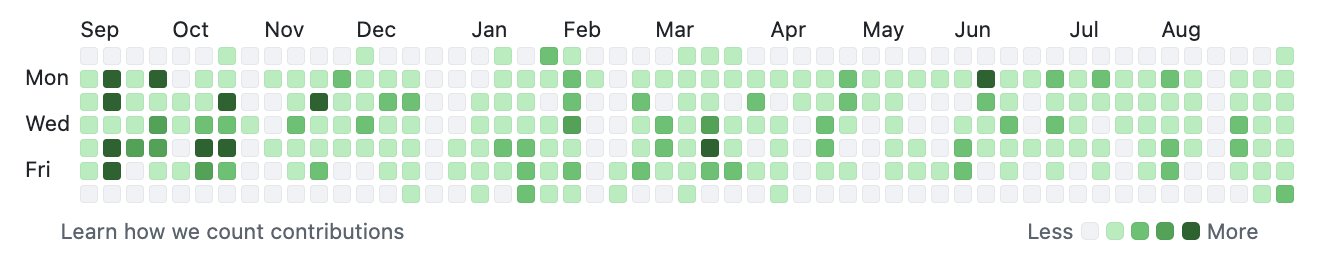 Sep Oct Nov Dec Jan Feb Mar Apr May Jun Jul Aug
Mon
Wed
Fri
Learn how we count contributions
Less More